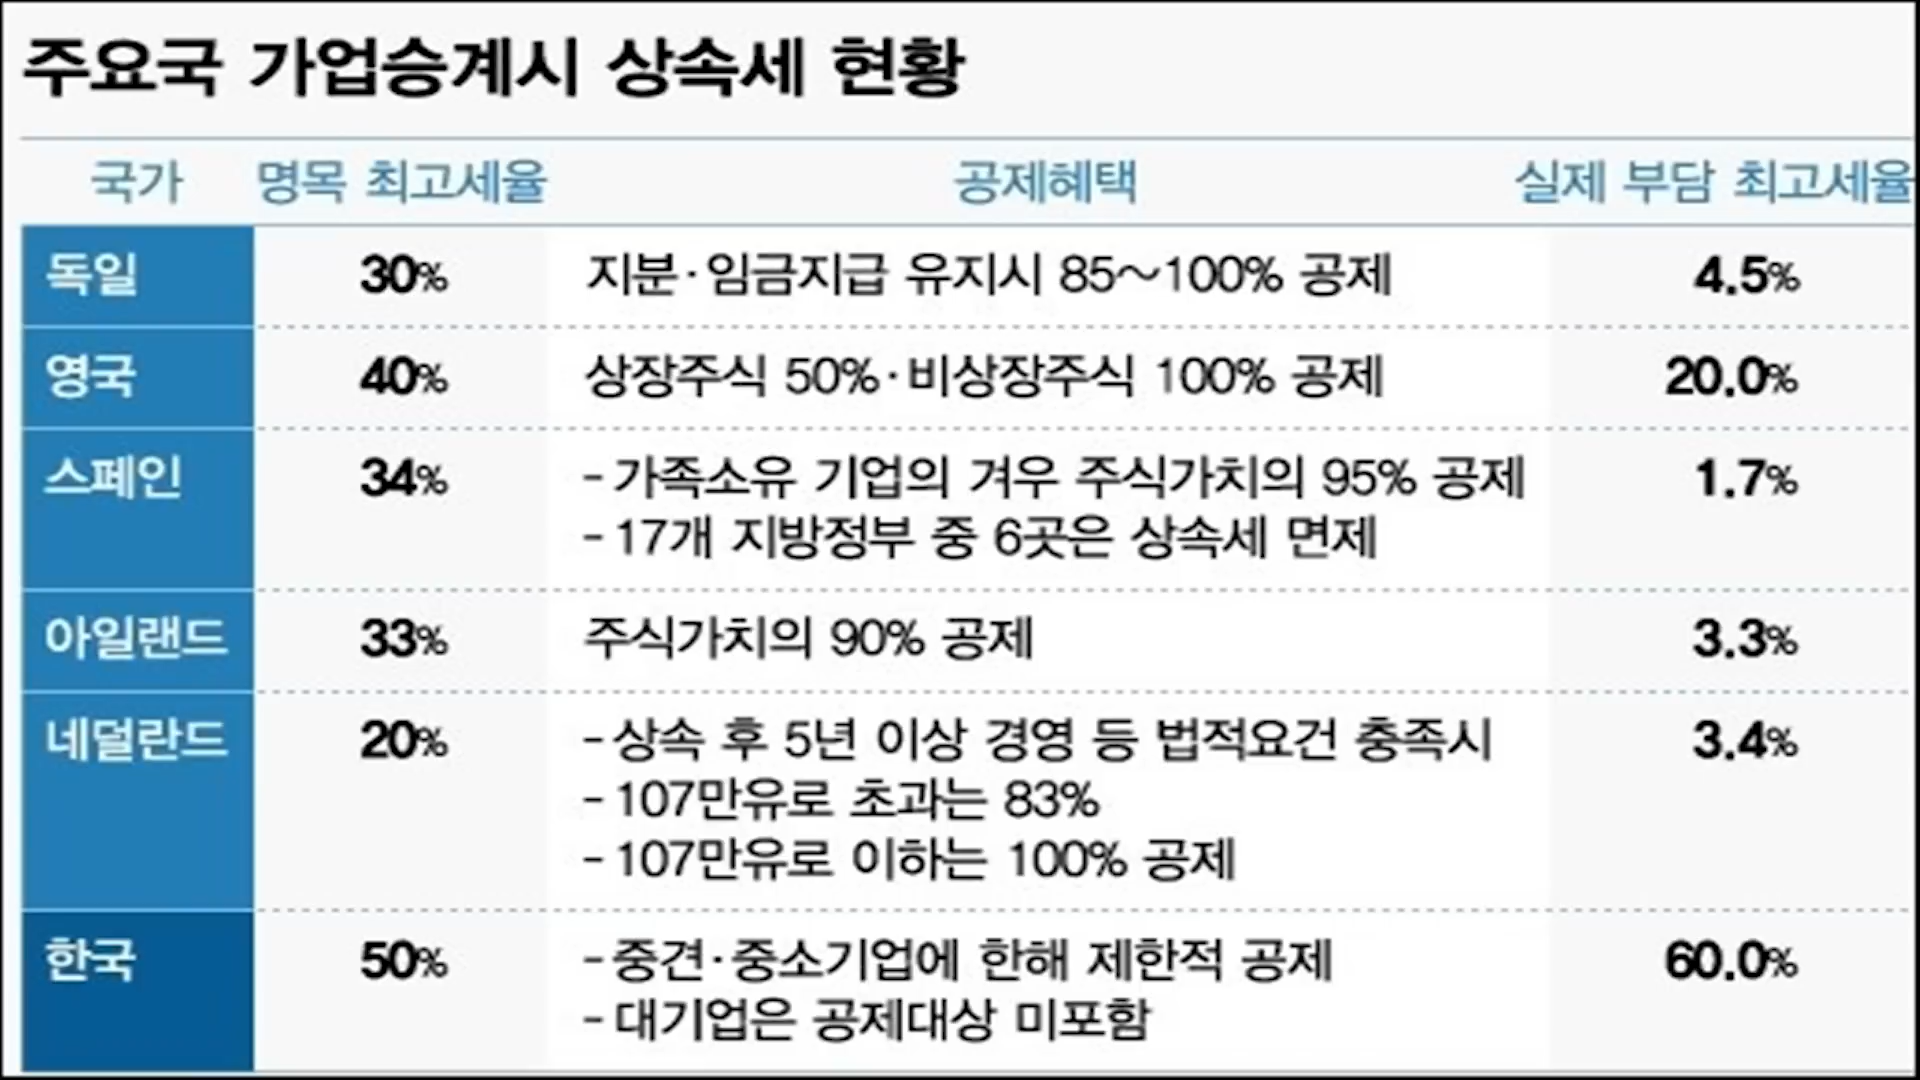 주요국 가업승계시 상속세 현황
국가 명목 최고세율 공제혜택 실제 부담 최고세율
독일 30% 지분·임금지급 유지시 85~100% 공제 4.5%
영국 40% 상장주식 50%·비상장주식 100% 공제 20.0%
스페인 34% -가족소유 기업의 겨우 주식가치의 95% 공제 1.7%
-17개 지방정부 중 6곳은 상속세 면제
아일랜드 33% 주식가치의 90% 공제 3.3%
네덜란드 20% -상속 후 5년 이상 경영 등 법적요건 충족시 3.4%
-107만유로 초과는 83%
-107만유로 이하는 100% 공제
한국 50% -중견·중소기업에 한해 제한적 공제 60.0%
-대기업은 공제대상 미포함